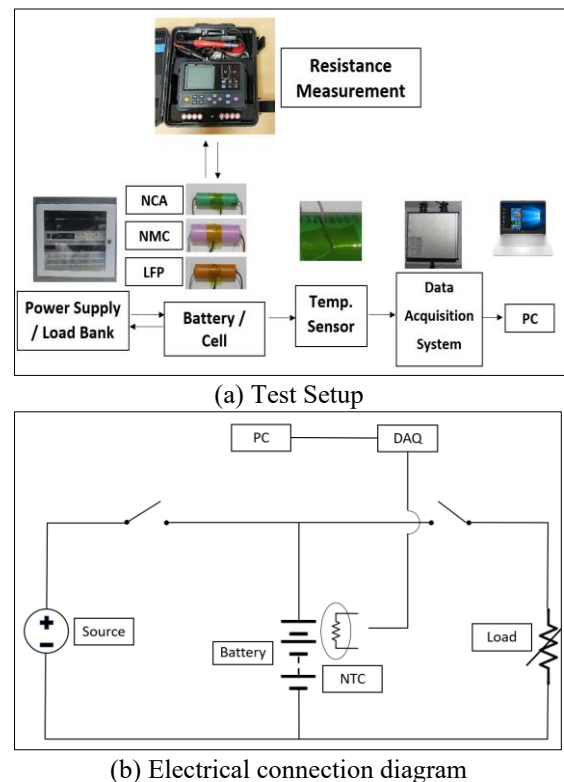 Resistance
Measurement
NCA
NMC
LFP
Power Supply
/ Load Bank
Battery /
Cell
Temp.
Sensor
Data
Acquisition
System
PC
(a) Test Setup
PC
DAQ
Source
Battery
NTC
Load
(b) Electrical connection diagram